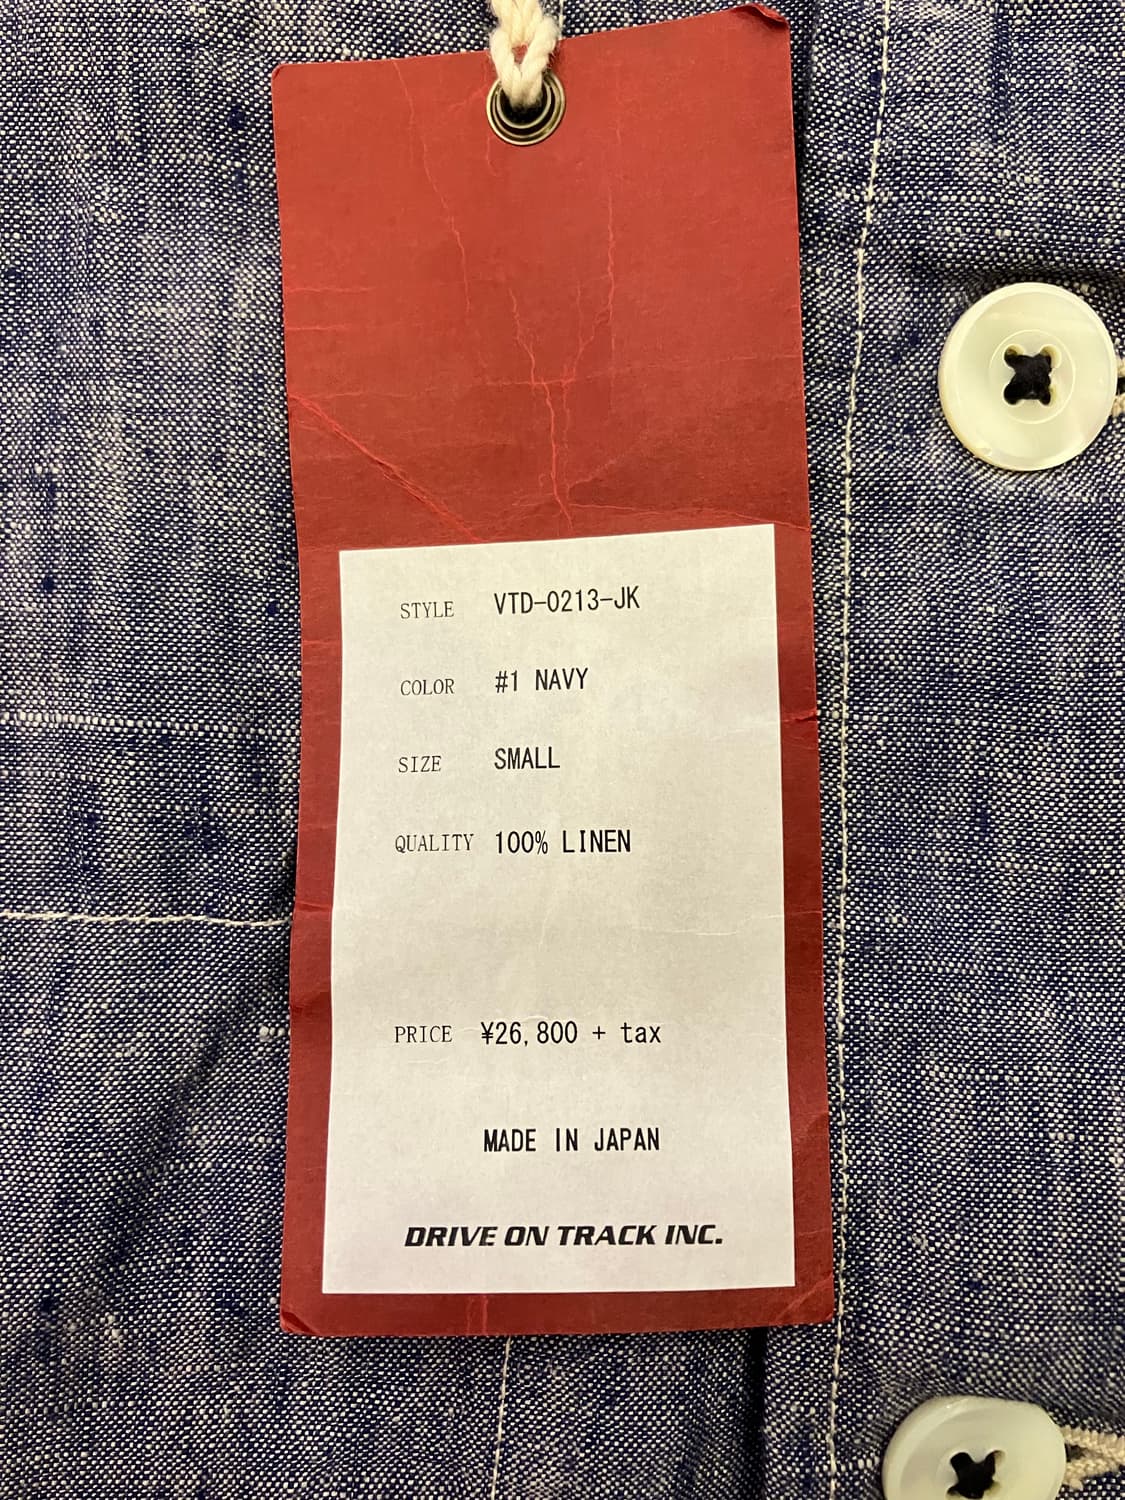 STYLE VTD-0213-JK
COLOR #1 NAVY
SIZE SMALL
QUALITY 100% LINEN
PRICE ¥26,800 + tax
MADE IN JAPAN
DRIVE ON TRACK INC.